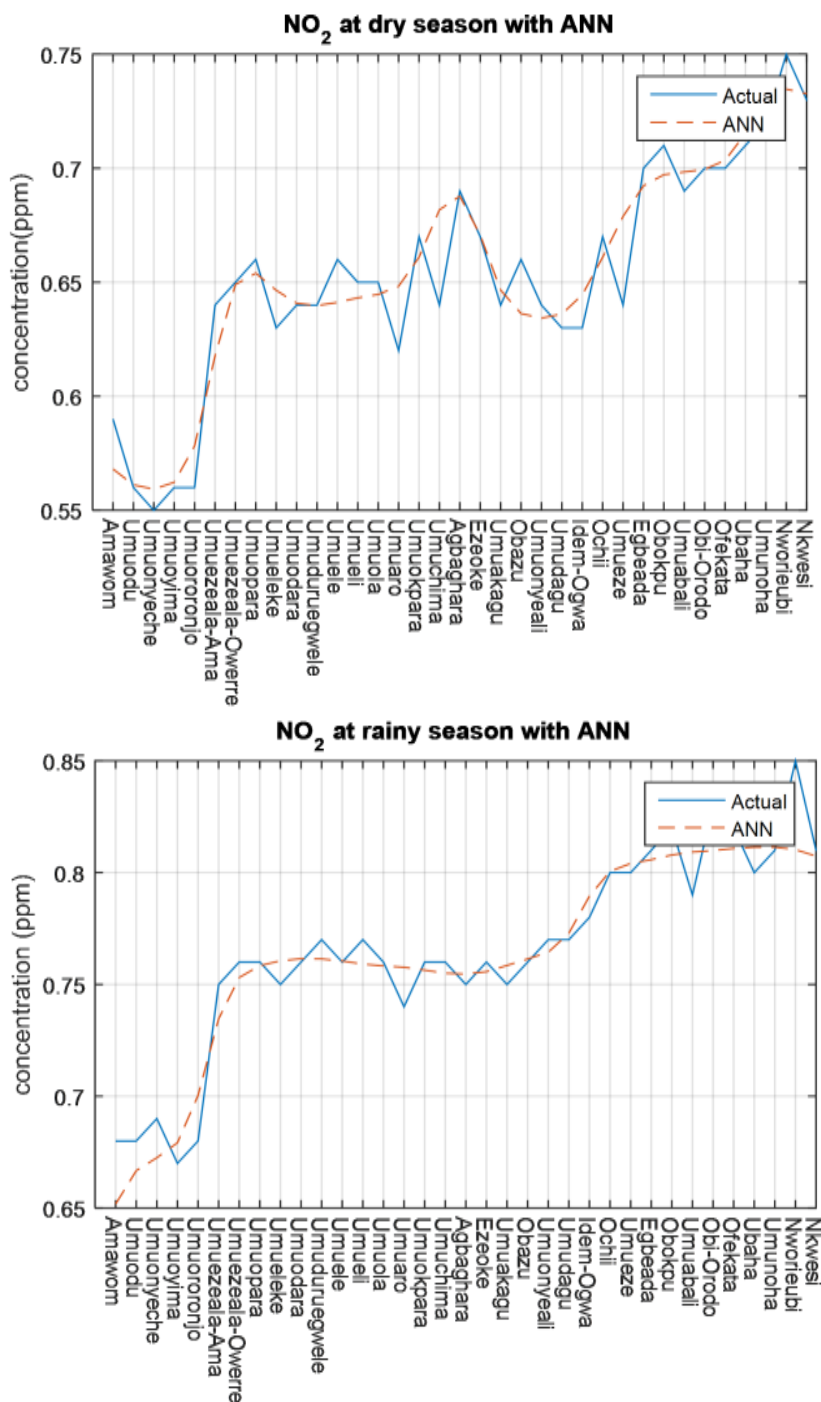 NO2 at dry season with ANN
0.75
0.7
0.65
0.6
0.55
concentration(ppm)
Actual
ANN
Amawom
Umuodu
Umuonyeche
Umuoyima
Umuororonjo
Umuezeala-Ama
Umuezeala-Owerre
Umuopara
Umueleke
Umuodara
Umuduruegwele
Umuele
Umueli
Umuola
Umuaro
Umuokpara
Umuchima
Agbaghara
Ezeoke
Umuakagu
Obazu
Umuonyeali
Umudagu
Idem-Ogwa
Ochii
Umueze
Egbeada
Obokpu
Umuabali
Obi-Orodo
Ofekata
Ubaha
Umunoha
Nworieubi
Nkwesi
NO2 at rainy season with ANN
0.85
0.8
0.75
0.7
0.65
concentration (ppm)
Actual
ANN
Amawom
Umuodu
Umuonyeche
Umuoyima
Umuororonjo
Umuezeala-Ama
Umuezeala-Owerre
Umuopara
Umueleke
Umuodara
Umuduruegwele
Umuele
Umueli
Umuola
Umuaro
Umuokpara
Umuchima
Agbaghara
Ezeoke
Umuakagu
Obazu
Umuonyeali
Umudagu
Idem-Ogwa
Ochii
Umueze
Egbeada
Obokpu
Umuabali
Obi-Orodo
Ofekata
Ubaha
Umunoha
Nworieubi
Nkwesi